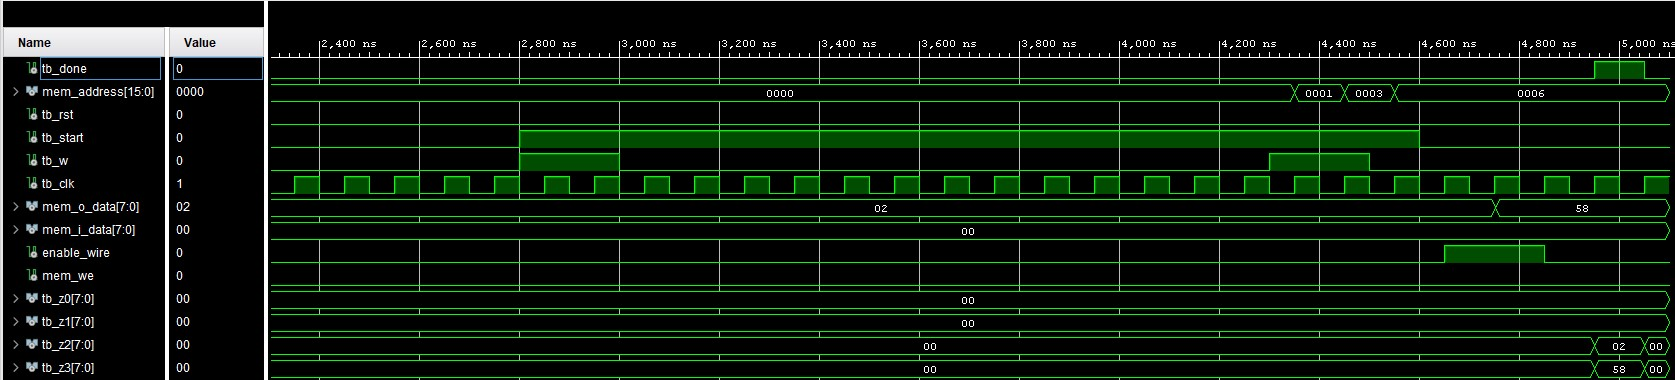 Name Value 2,400 ns 2,600 ns 2,800 ns 3,000 ns 3,200 ns 3,400 ns 3,600 ns 3,800 ns 4,000 ns 4,200 ns 4,400 ns 4,600 ns 4,800 ns 5,000 ns
tb_done 0
mem_address[15:0] 0000 0000 0001 0003 0006
tb_rst 0
tb_start 0
tb_w 0
tb_clk 1
mem_o_data[7:0] 02 02 58
mem_i_data[7:0] 00 00
enable_wire 0
mem_we 0
tb_z0[7:0] 00 00
tb_z1[7:0] 00 00
tb_z2[7:0] 00 00 02 00
tb_z3[7:0] 00 00 58 00